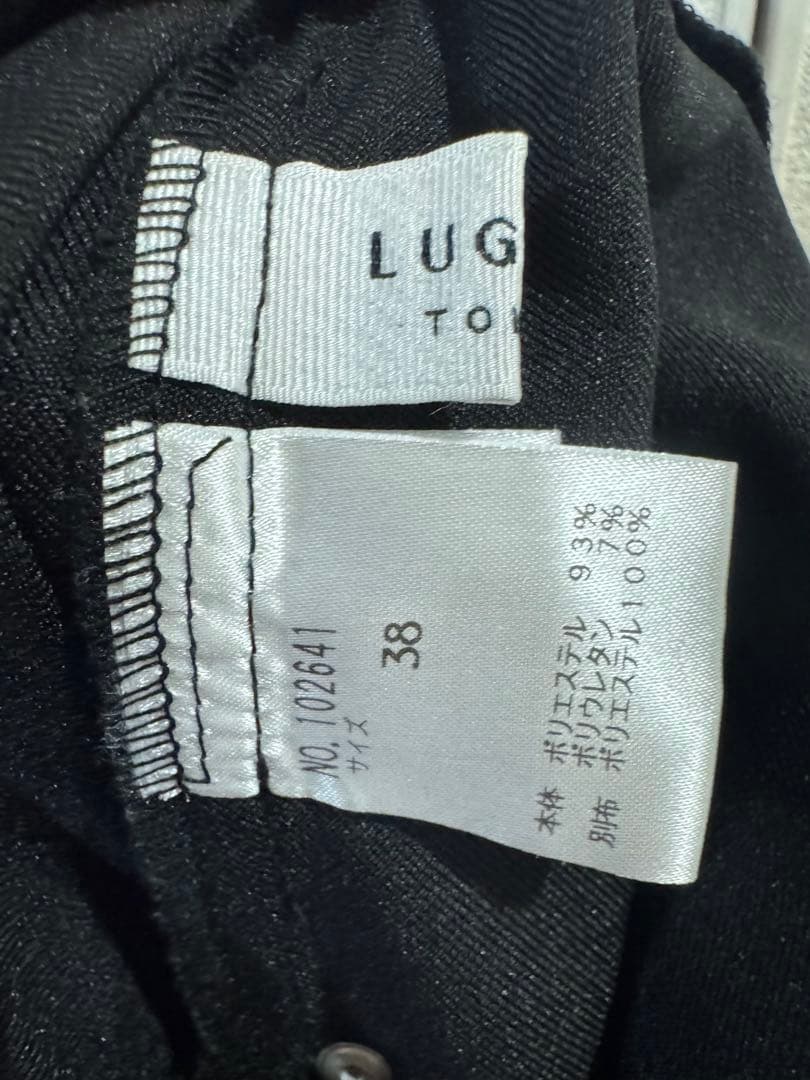 LUG
TO
NO. 102641
サイズ
38
本体 ポリエステル 93%
ポリウレタン 7%
別布 ポリエステル100%